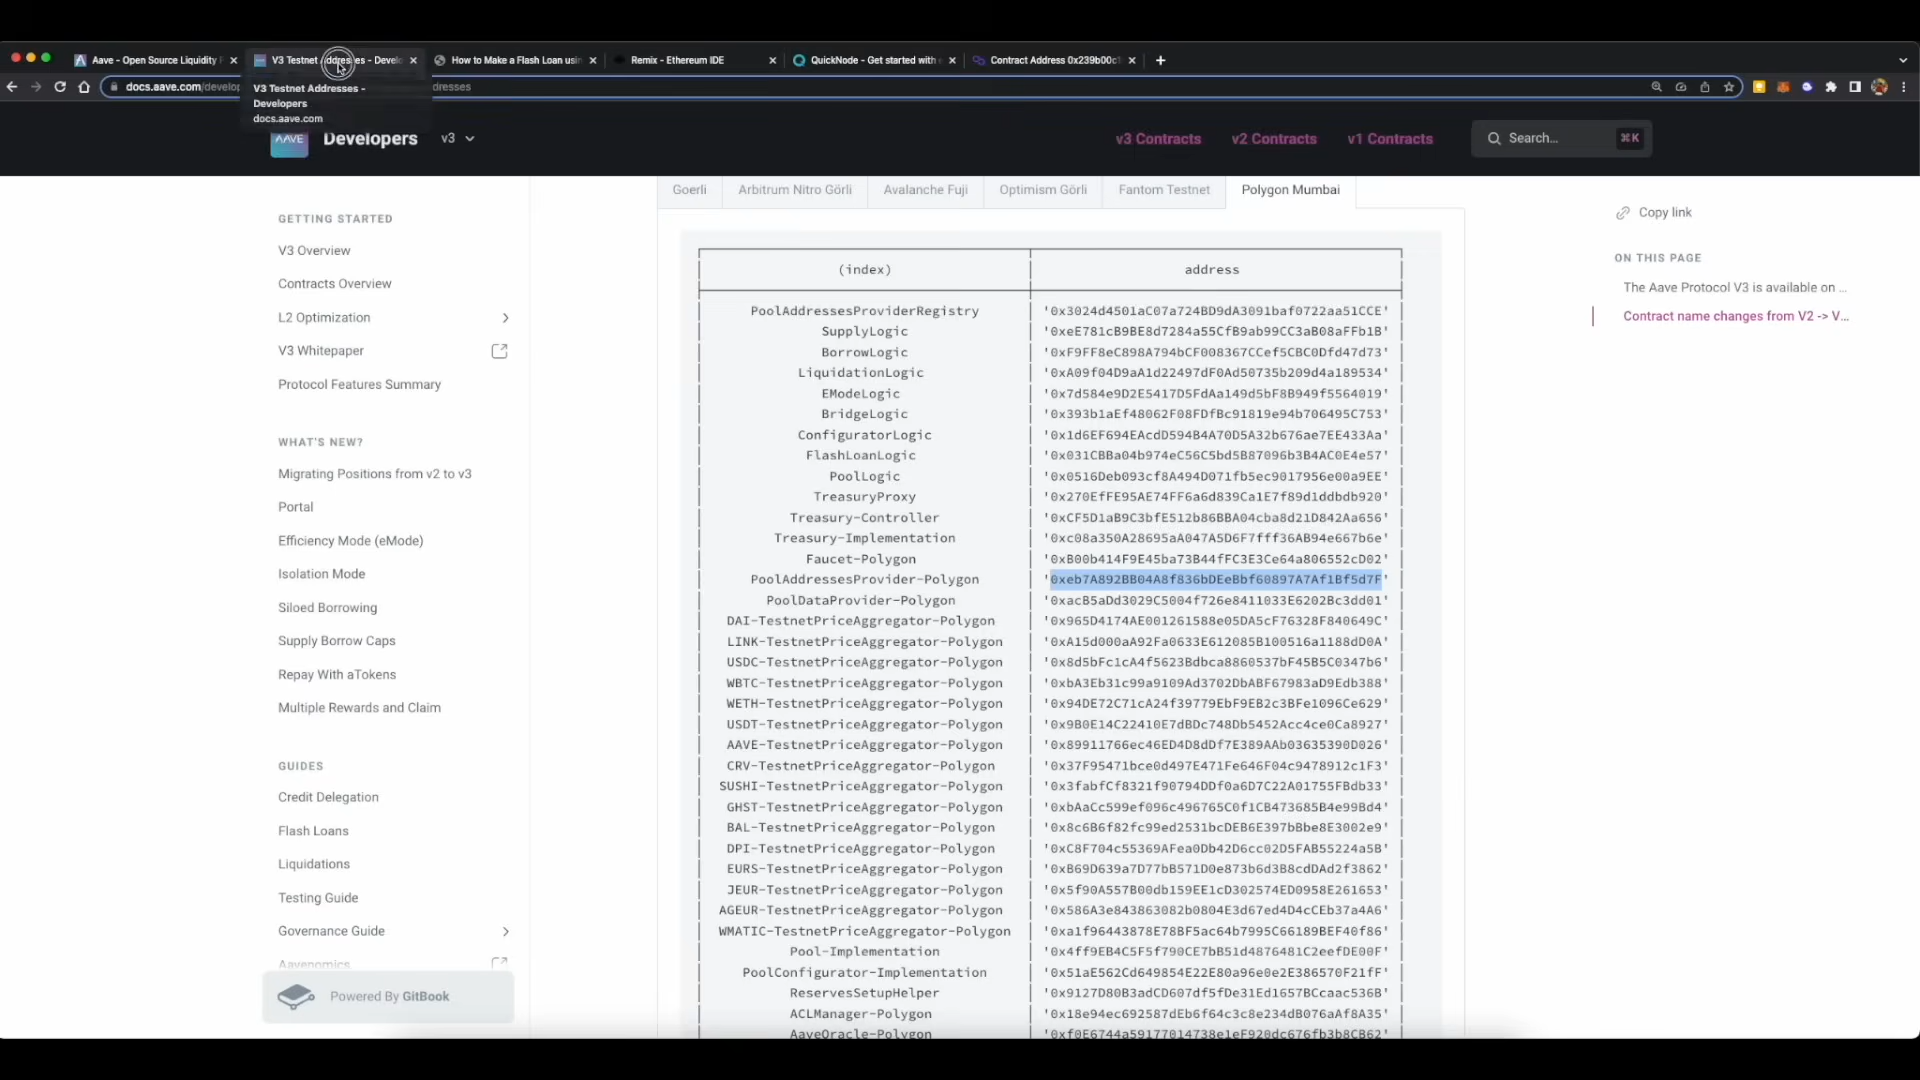 Aave - Open Source Liquidity P
V3 Testnet Addresses - Develo
How to Make a Flash Loan usin
Remix - Ethereum IDE
QuickNode - Get started with e
Contract Address 0x239b00c1
docs.aave.com/develop
dresses
V3 Testnet Addresses -
Developers
docs.aave.com
AAVE
Developers
v3
v3 Contracts
v2 Contracts
v1 Contracts
Search...
⌘K
Goerli
Arbitrum Nitro Görli
Avalanche Fuji
Optimism Görli
Fantom Testnet
Polygon Mumbai
GETTING STARTED
V3 Overview
Contracts Overview
L2 Optimization
V3 Whitepaper
Protocol Features Summary
WHAT'S NEW?
Migrating Positions from v2 to v3
Portal
Efficiency Mode (eMode)
Isolation Mode
Siloed Borrowing
Supply Borrow Caps
Repay With aTokens
Multiple Rewards and Claim
GUIDES
Credit Delegation
Flash Loans
Liquidations
Testing Guide
Governance Guide
Aavenomics
Powered By GitBook
(index) address
PoolAddressesProviderRegistry '0x3024d4501aC07a724BD9dA3091baf0722aa51CCE'
SupplyLogic '0xeE781cB9BE8d7284a55CfB9ab99CC3aB08aFFb1B'
BorrowLogic '0xF9FF8eC898A794bCF008367CCef5CBC0Dfd47d73'
LiquidationLogic '0xA09f04D9aA1d22497dF0Ad50735b209d4a189534'
EModeLogic '0x7d584e9D2E5417D5FdAa149d5bF8B949f5564019'
BridgeLogic '0x393b1aEf48062F08FDfBc91819e94b706495C753'
ConfiguratorLogic '0x1d6EF694EAcdD594B4A70D5A32b676ae7EE433Aa'
FlashLoanLogic '0x031CBBa04b974eC56C5bd5B87096b3B4AC0E4e57'
PoolLogic '0x0516Deb093cf8A494D071fb5ec9017956e00a9EE'
TreasuryProxy '0x270EfFE95AE74FF6a6d839Ca1E7f89d1ddbdb920'
Treasury-Controller '0xCF5D1aB9C3bfE512b86BBA04cba8d21D842Aa656'
Treasury-Implementation '0xc08a350A28695aA047A5D6F7fff36AB94e667b6e'
Faucet-Polygon '0xB00b414F9E45ba73B44fFC3E3Ce64a806552cD02'
PoolAddressesProvider-Polygon '0xeb7A892BB04A8f836bDEeBbf60897A7Af1Bf5d7F'
PoolDataProvider-Polygon '0xacB5aDd3029C5004f726e8411033E6202Bc3dd01'
DAI-TestnetPriceAggregator-Polygon '0x965D4174AE001261588e05DA5cF76328F840649C'
LINK-TestnetPriceAggregator-Polygon '0xA15d000aA92Fa0633E612085B100516a1188dD0A'
USDC-TestnetPriceAggregator-Polygon '0x8d5bFc1cA4f5623Bdbca8860537bF45B5C0347b6'
WBTC-TestnetPriceAggregator-Polygon '0xbA3Eb31c99a9109Ad3702DbABF67983aD9Edb388'
WETH-TestnetPriceAggregator-Polygon '0x94DE72C71cA24f39779EbF9EB2c3BFe1096Ce629'
USDT-TestnetPriceAggregator-Polygon '0x9B0E14C22410E7dBDc748Db5452Acc4ce0Ca8927'
AAVE-TestnetPriceAggregator-Polygon '0x89911766ec46ED4D8dDf7E389AAb03635390D026'
CRV-TestnetPriceAggregator-Polygon '0x37F95471bce0d497E471Fe646F04c9478912c1F3'
SUSHI-TestnetPriceAggregator-Polygon '0x3fabfCf8321f90794DDf0a6D7C22A01755FBdb33'
GHST-TestnetPriceAggregator-Polygon '0xbAaCc599ef096c496765C0f1CB473685B4e99Bd4'
BAL-TestnetPriceAggregator-Polygon '0x8c6B6f82fc99ed2531bcDEB6E397bBbe8E3002e9'
DPI-TestnetPriceAggregator-Polygon '0xC8F704c55369AFea0Db42D6cc02D5FAB55224a5B'
EURS-TestnetPriceAggregator-Polygon '0xB69D639a7D77bB571D0e873b6d3B8cdDAd2f3862'
JEUR-TestnetPriceAggregator-Polygon '0x5f90A557B00db159EE1cD302574ED0958E261653'
AGEUR-TestnetPriceAggregator-Polygon '0x586A3e843863082b0804E3d67ed4D4cCEb37a4A6'
WMATIC-TestnetPriceAggregator-Polygon '0xa1f96443878E78BF5ac64b7995C66189BEF40f86'
Pool-Implementation '0x4ff9EB4C5F5f790CE7bB51d4876481C2eefDE00F'
PoolConfigurator-Implementation '0x51aE562Cd649854E22E80a96e0e2E386570F21fF'
ReservesSetupHelper '0x9127D80B3adCD607df5fDe31Ed1657BCcaac536B'
ACLManager-Polygon '0x18e94ec692587dEb6f64c3c8e234dB076aAf8A35'
AaveOracle-Polygon '0xf0E6744a59177014738e1eF920dc676fb3b8CB62'
Copy link
ON THIS PAGE
The Aave Protocol V3 is available on ...
Contract name changes from V2 -> V...